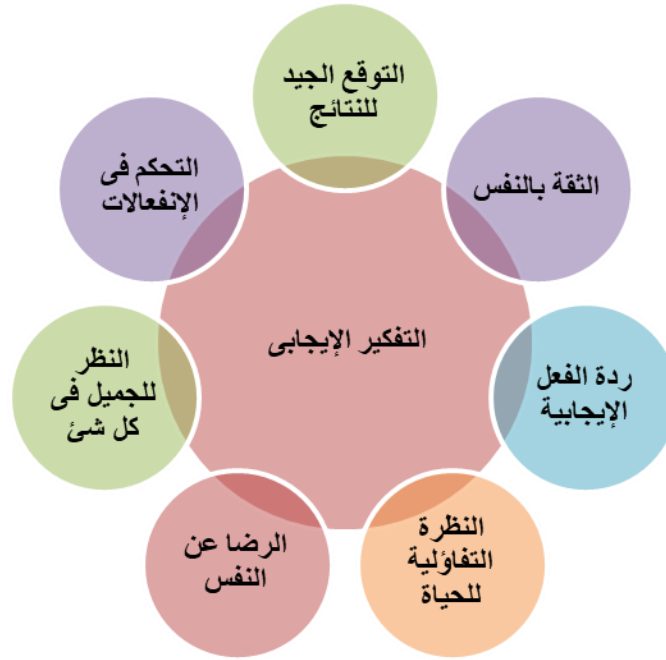 التوقع الجيد
للنتائج
الثقة بالنفس
ردة الفعل
الإيجابية
النظرة
التفاؤلية
للحياة
الرضا عن
النفس
النظر
للجميل فى
كل شئ
التحكم فى
الإنفعالات
التفكير الإيجابى